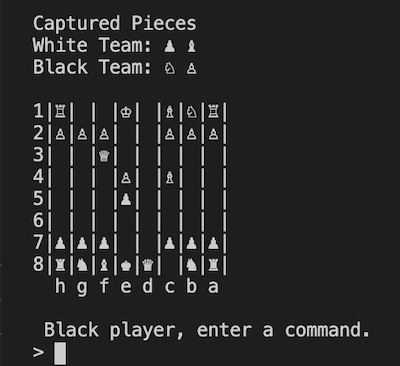 Captured Pieces
White Team: ♟ ♝
Black Team: ♘ ♙
1|♖| | |♔| |♗|♘|♖|
2|♙|♙|♙| | |♙|♙|♙|
3| | |♕| | | | | |
4| | | |♙| |♗| | |
5| | | |♟| | | | |
6| | | | | | | | |
7|♟|♟|♟| | |♟|♟|♟|
8|♜|♞|♝|♚|♛| |♞|♜|
h g f e d c b a
Black player, enter a command.
>